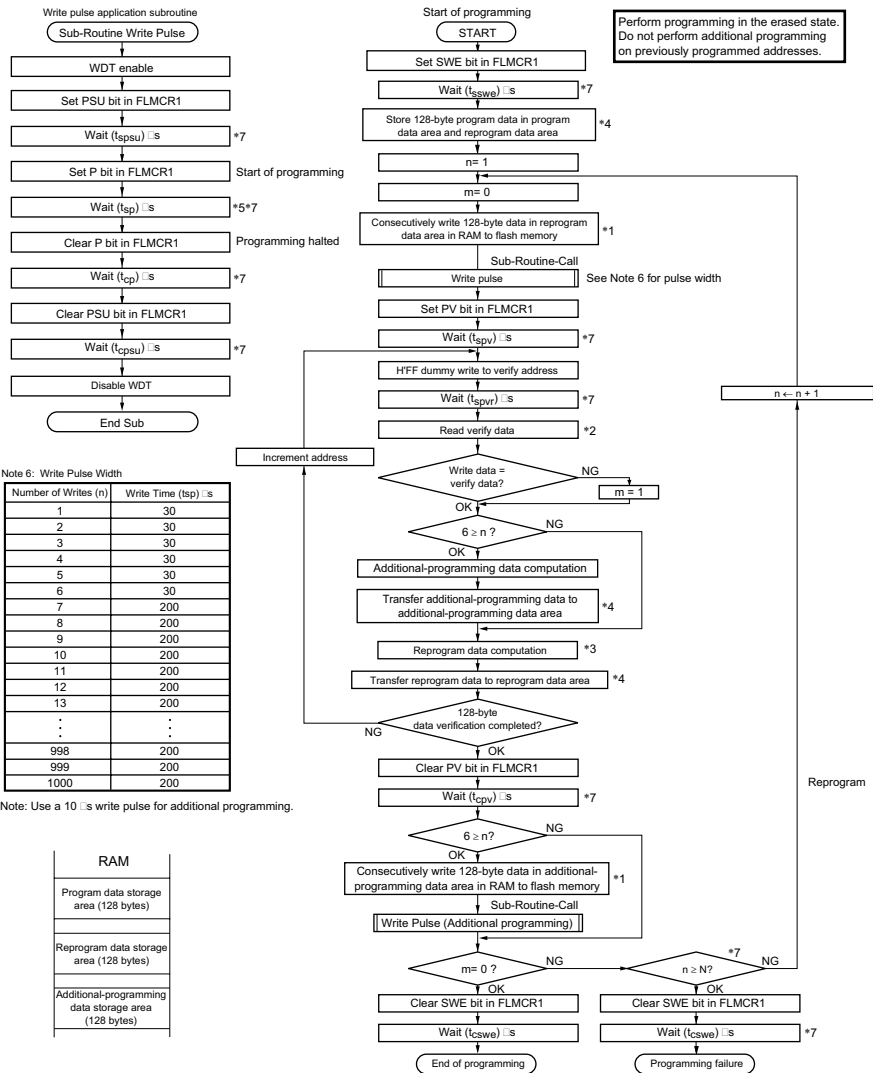 Write pulse application subroutine
Sub-Routine Write Pulse
WDT enable
Set PSU bit in FLMCR1
Wait (tspsu) □s
*7
Set P bit in FLMCR1
Start of programming
Wait (tsp) □s
*5*7
Clear P bit in FLMCR1
Programming halted
Wait (tcp) □s
*7
Clear PSU bit in FLMCR1
Wait (tcpsu) □s
*7
Disable WDT
End Sub
Note 6: Write Pulse Width
Number of Writes (n) Write Time (tsp) □s
1 30
2 30
3 30
4 30
5 30
6 30
7 200
8 200
9 200
10 200
11 200
12 200
13 200
998 200
999 200
1000 200
Note: Use a 10 □s write pulse for additional programming.
RAM
Program data storage
area (128 bytes)
Reprogram data storage
area (128 bytes)
Additional-programming
data storage area
(128 bytes)
Start of programming
START
Perform programming in the erased state.
Do not perform additional programming
on previously programmed addresses.
Set SWE bit in FLMCR1
Wait (tsswe) □s
*7
Store 128-byte program data in program
data area and reprogram data area
*4
n= 1
m= 0
Consecutively write 128-byte data in reprogram
data area in RAM to flash memory
*1
Sub-Routine-Call
Write pulse
See Note 6 for pulse width
Set PV bit in FLMCR1
Wait (tspv) □s
*7
H'FF dummy write to verify address
Wait (tspvr) □s
*7
Read verify data
*2
Increment address
Write data =
verify data?
NG
m = 1
OK
6 ≥ n ?
NG
OK
Additional-programming data computation
Transfer additional-programming data to
additional-programming data area
*4
Reprogram data computation
*3
Transfer reprogram data to reprogram data area
*4
128-byte
data verification completed?
NG
OK
Clear PV bit in FLMCR1
Wait (tcpv) □s
*7
6 ≥ n?
NG
OK
Consecutively write 128-byte data in additional-
programming data area in RAM to flash memory
*1
Sub-Routine-Call
Write Pulse (Additional programming)
m= 0 ?
NG
OK
Clear SWE bit in FLMCR1
Wait (tcswe) □s
End of programming
*7
n ≥ N?
NG
OK
Clear SWE bit in FLMCR1
Wait (tcswe) □s
*7
Programming failure
n ← n + 1
Reprogram